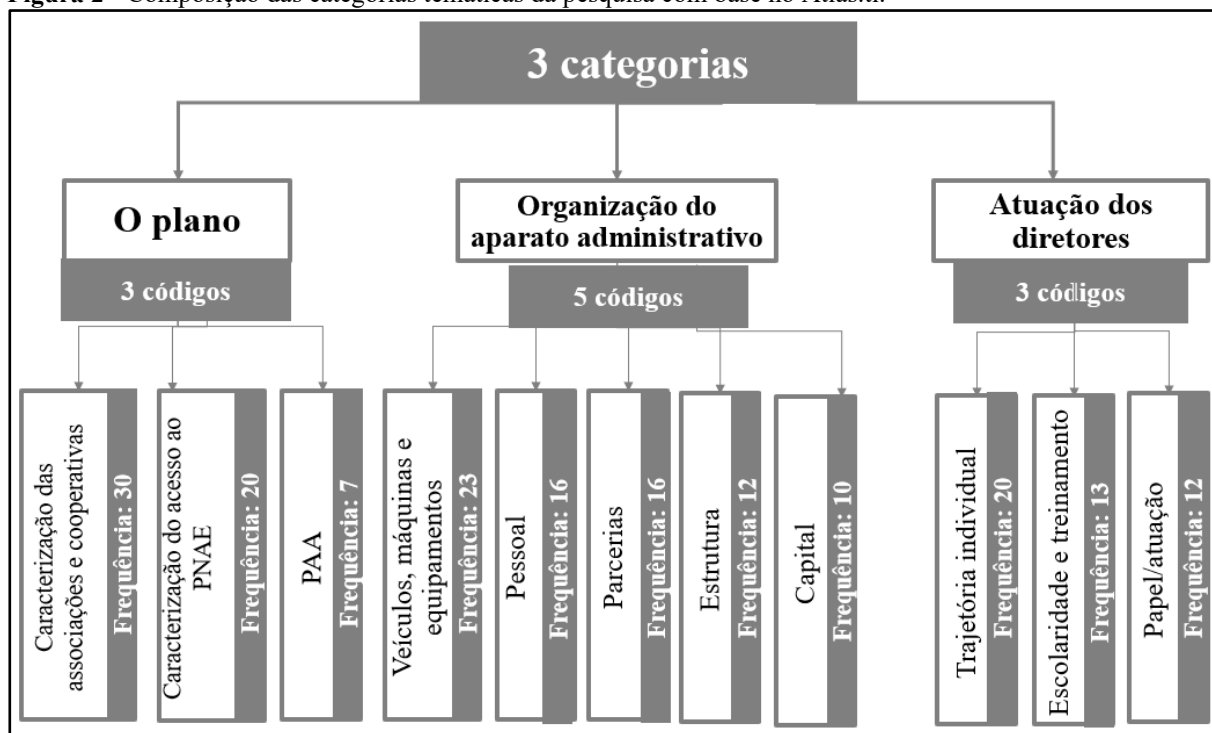 Figura 2 - Composição das categorias temáticas da pesquisa com base no Atlas.ti.
3 categorias
O plano
3 códigos
Organização do
aparato administrativo
5 códigos
Atuação dos
diretores
3 códigos
Caracterização das
associações e cooperativas
Frequência: 30
Caracterização do acesso ao
PNAE
Frequência: 20
PAA
Frequência: 7
Veículos, máquinas e
equipamentos
Frequência: 23
Pessoal
Frequência: 16
Parcerias
Frequência: 16
Estrutura
Frequência: 12
Capital
Frequência: 10
Trajetória individual
Frequência: 20
Escolaridade e treinamento
Frequência: 13
Papel/atuação
Frequência: 12